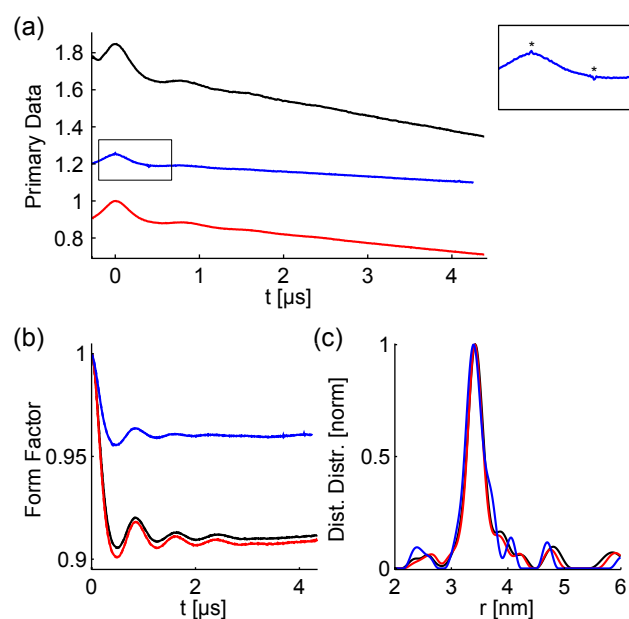 (a)
1.8
1.6
1.4
1.2
1
0.8
Primary Data
0 1 2 3 4
t [µs]
* *
(b)
1
0.95
0.9
Form Factor
0 2 4
t [µs]
(c)
1
0.5
0
Dist. Distr. [norm]
2 3 4 5 6
r [nm]